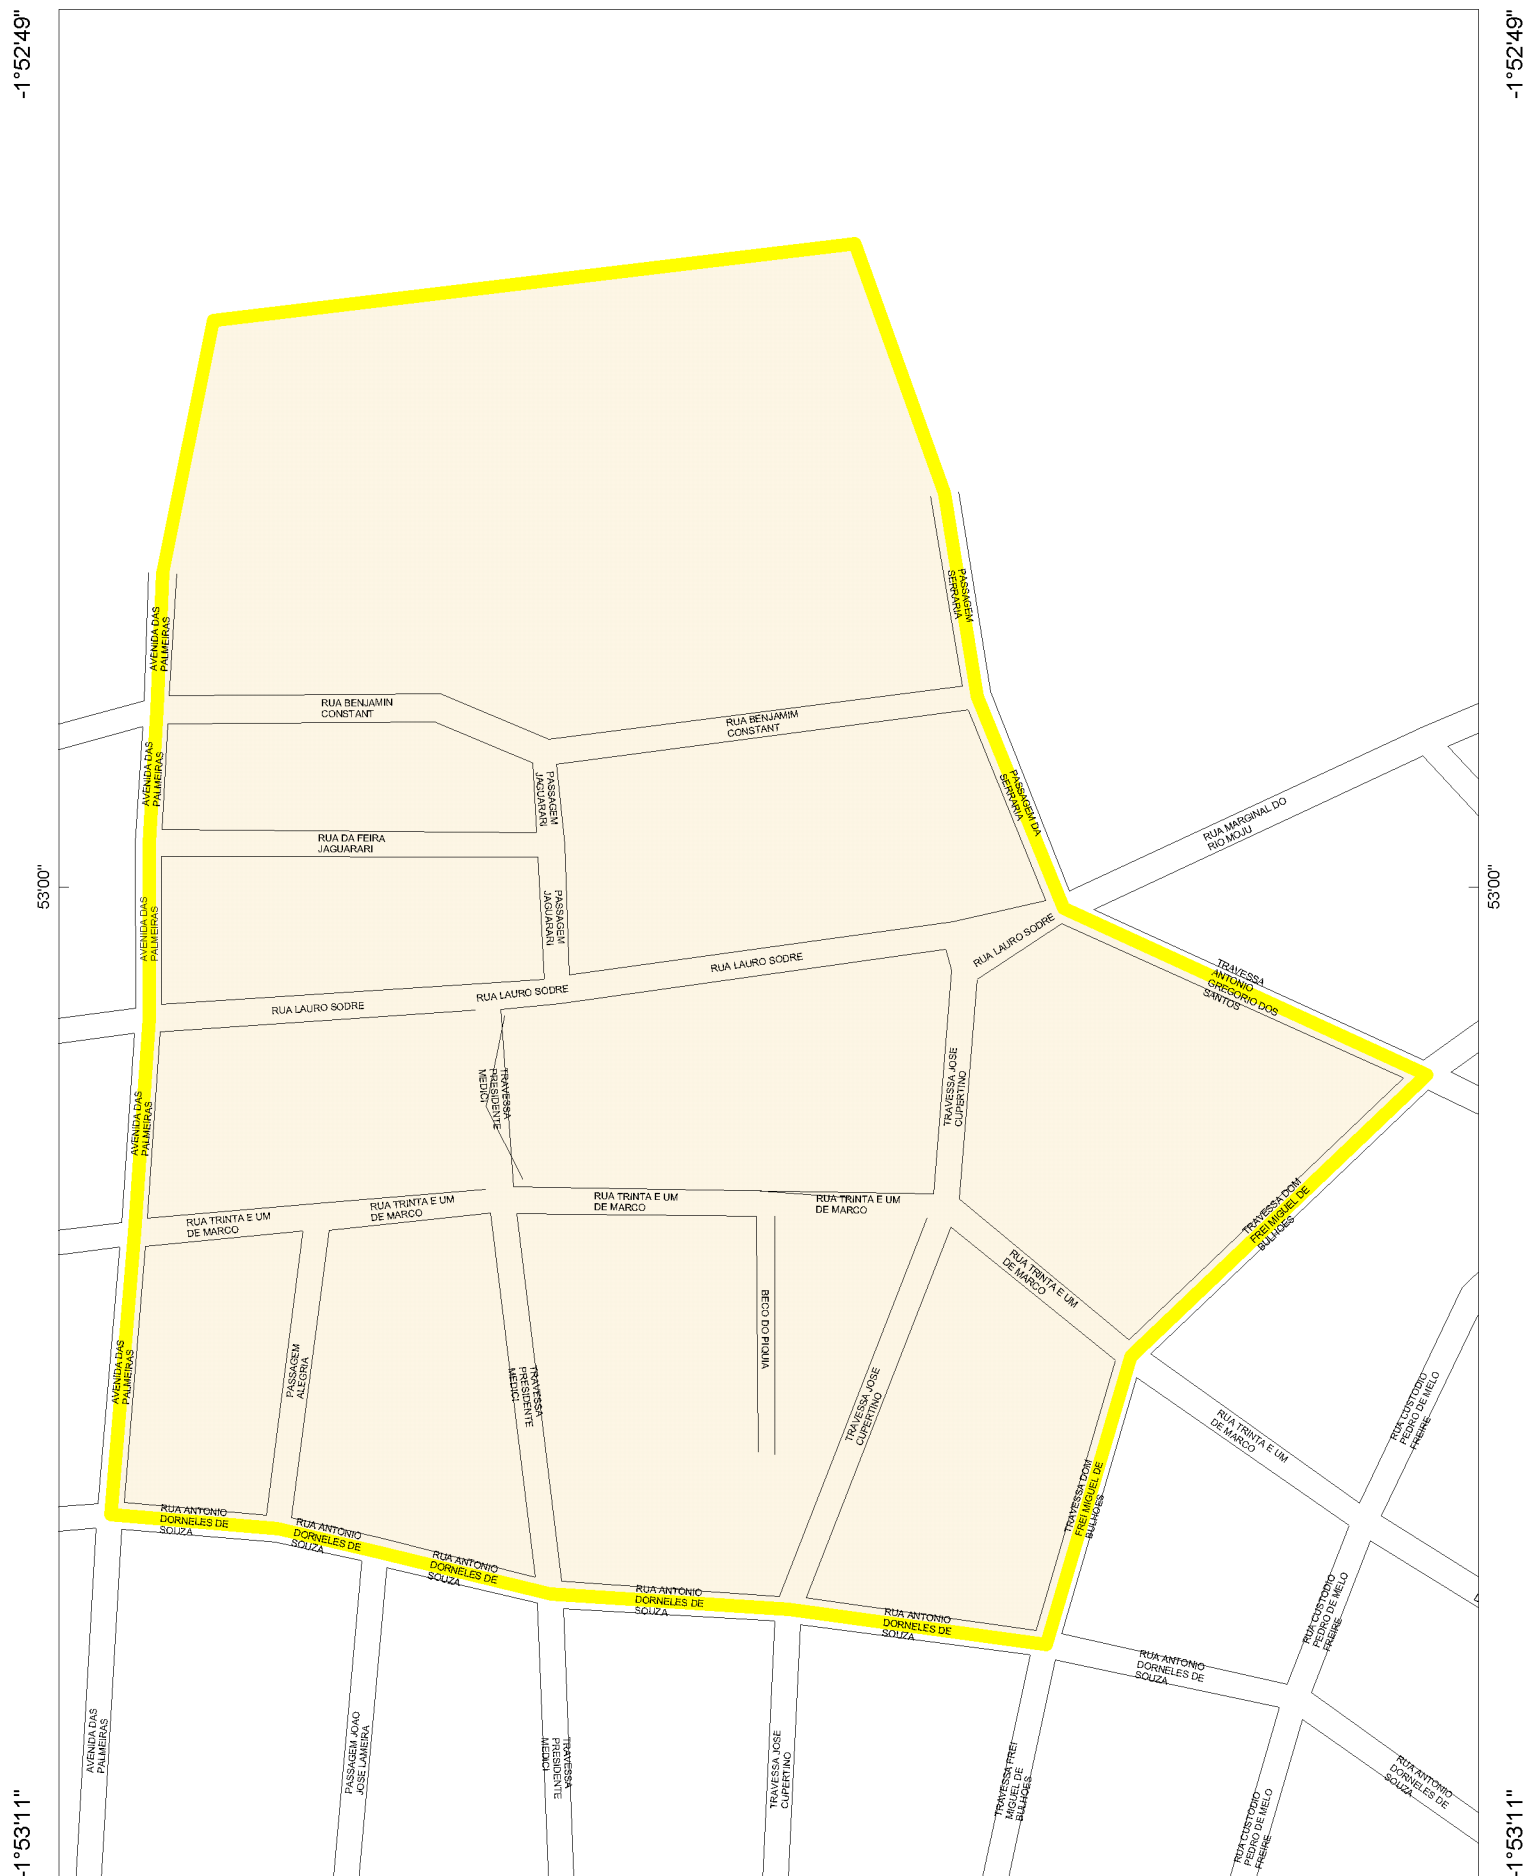 -1°52'49"
-1°52'49"
PASSAGEM
SERRARIA
AVENIDA DAS
PALMEIRAS
RUA BENJAMIN
CONSTANT
RUA BENJAMIM
CONSTANT
AVENIDA DAS
PALMEIRAS
PASSAGEM
JAGUARARI
PASSAGEM DA
SERRARIA
RUA MARGINAL DO
RIO MOJU
RUA DA FEIRA
JAGUARARI
53'00"
53'00"
AVENIDA DAS
PALMEIRAS
PASSAGEM
JAGUARARI
RUA LAURO SODRE
RUA LAURO SODRE
RUA LAURO SODRE
RUA LAURO SODRE
TRAVESSA
ANTONIO
GREGORIO DOS
SANTOS
TRAVESSA
PRESIDENTE
MEDICI
TRAVESSA JOSE
CUPERTINO
AVENIDA DAS
PALMEIRAS
RUA TRINTA E UM
DE MARCO
RUA TRINTA E UM
DE MARCO
RUA TRINTA E UM
DE MARCO
RUA TRINTA E UM
DE MARCO
TRAVESSA DOM
FREI MIGUEL DE
BULHOES
RUA TRINTA E UM
DE MARCO
BECO DO PIQUIA
AVENIDA DAS
PALMEIRAS
PASSAGEM
ALEGRIA
TRAVESSA
PRESIDENTE
MEDICI
TRAVESSA JOSE
CUPERTINO
RUA CUSTODIO
PEDRO DE MELO
FREIRE
RUA TRINTA E UM
DE MARCO
TRAVESSA DOM
FREI MIGUEL DE
BULHOES
RUA ANTONIO
DORNELES DE
SOUZA
RUA ANTONIO
DORNELES DE
SOUZA
RUA ANTONIO
DORNELES DE
SOUZA
RUA ANTONIO
DORNELES DE
SOUZA
RUA ANTONIO
DORNELES DE
SOUZA
RUA CUSTODIO
PEDRO DE MELO
FREIRE
RUA ANTONIO
DORNELES DE
SOUZA
AVENIDA DAS
PALMEIRAS
PASSAGEM JOAO
JOSE LAMEIRA
TRAVESSA
PRESIDENTE
MEDICI
TRAVESSA JOSE
CUPERTINO
TRAVESSA FREI
MIGUEL DE
BULHOES
RUA CUSTODIO
PEDRO DE MELO
FREIRE
RUA ANTONIO
DORNELES DE
SOUZA
-1°53'11"
-1°53'11"